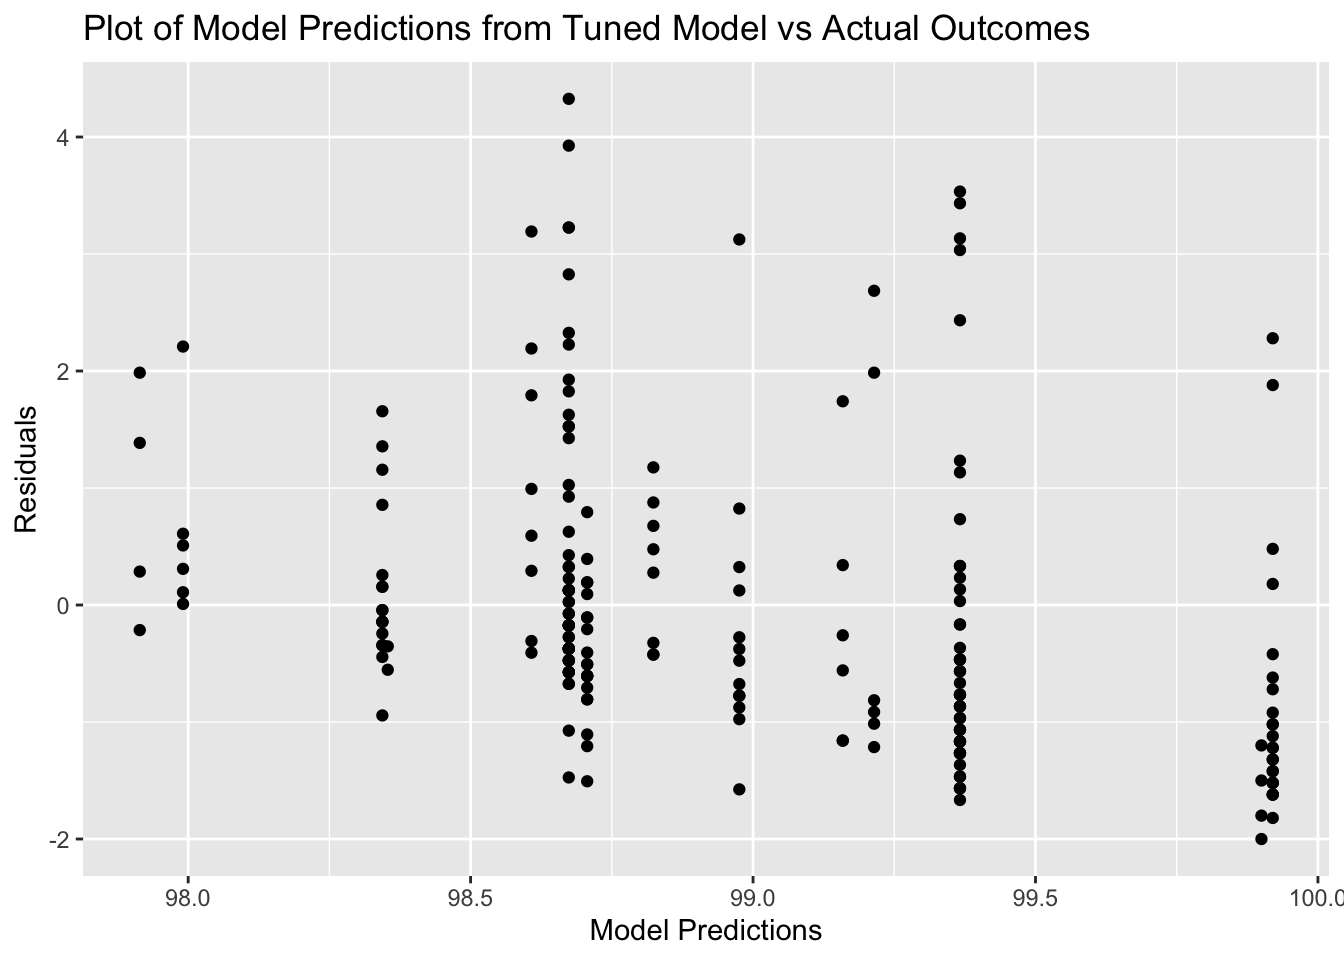 Plot of Model Predictions from Tuned Model vs Actual Outcomes
4
2
0
-2
Residuals
98.0 98.5 99.0 99.5 100.0
Model Predictions